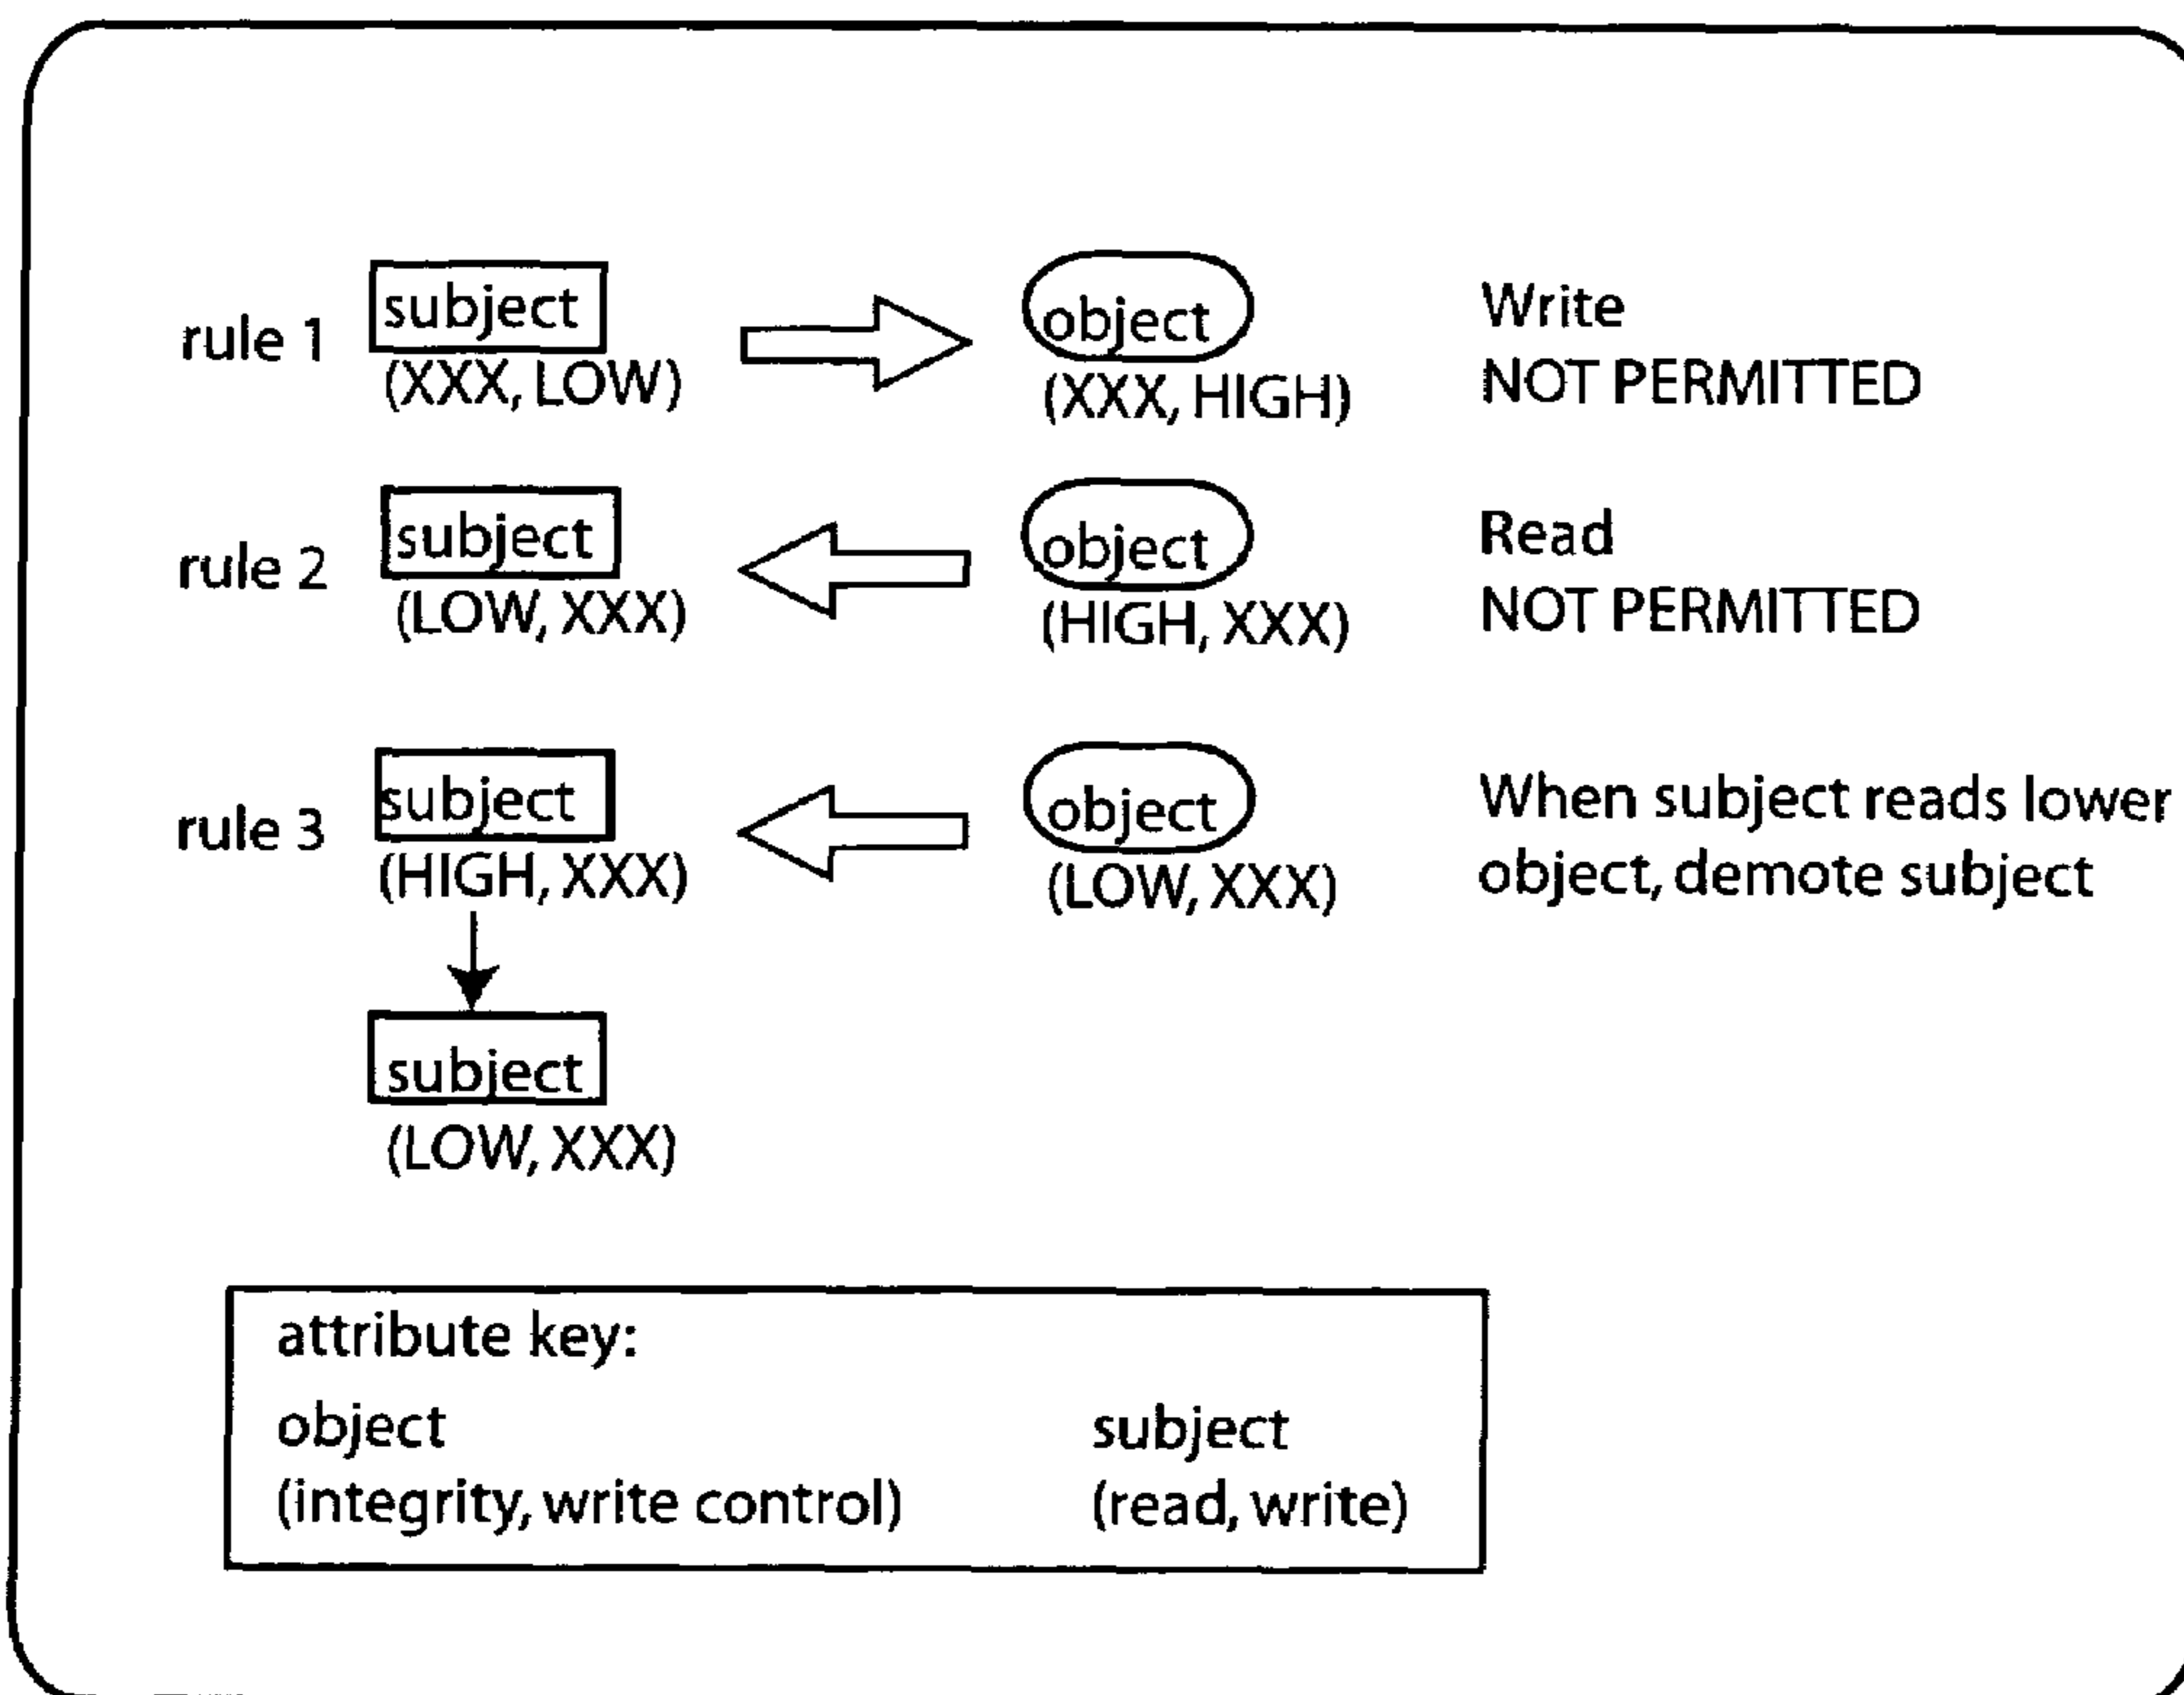 rule 1
subject
(XXX, LOW)
object
(XXX, HIGH)
Write
NOT PERMITTED
rule 2
subject
(LOW, XXX)
object
(HIGH, XXX)
Read
NOT PERMITTED
rule 3
subject
(HIGH, XXX)
object
(LOW, XXX)
When subject reads lower
object, demote subject
subject
(LOW, XXX)
attribute key:
object
(integrity, write control)
subject
(read, write)